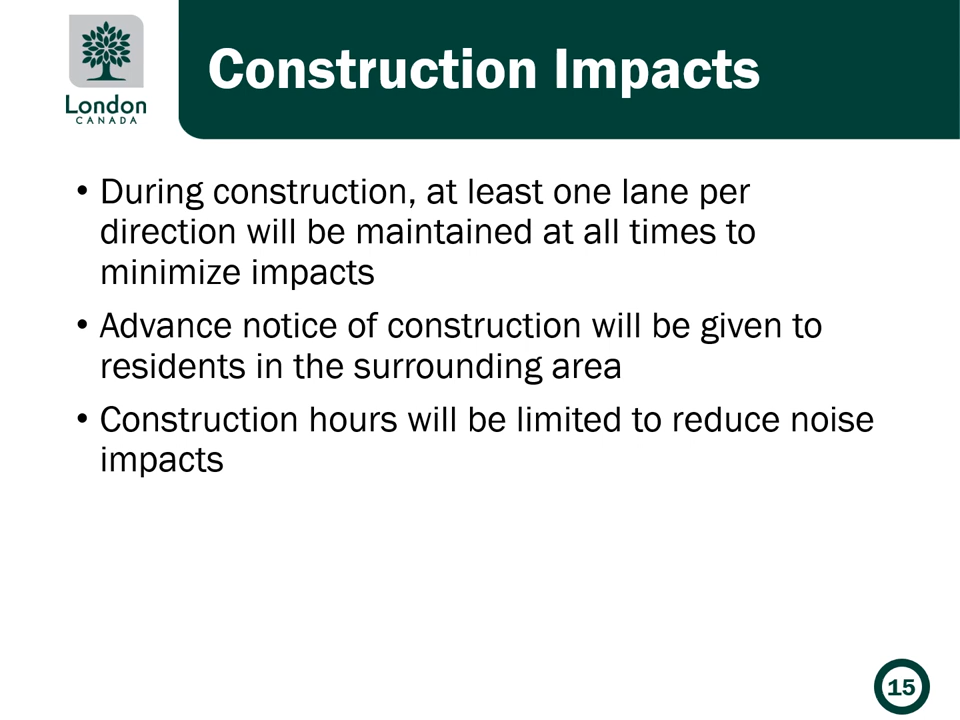 London
CANADA
Construction Impacts
• During construction, at least one lane per
direction will be maintained at all times to
minimize impacts
• Advance notice of construction will be given to
residents in the surrounding area
• Construction hours will be limited to reduce noise
impacts
15